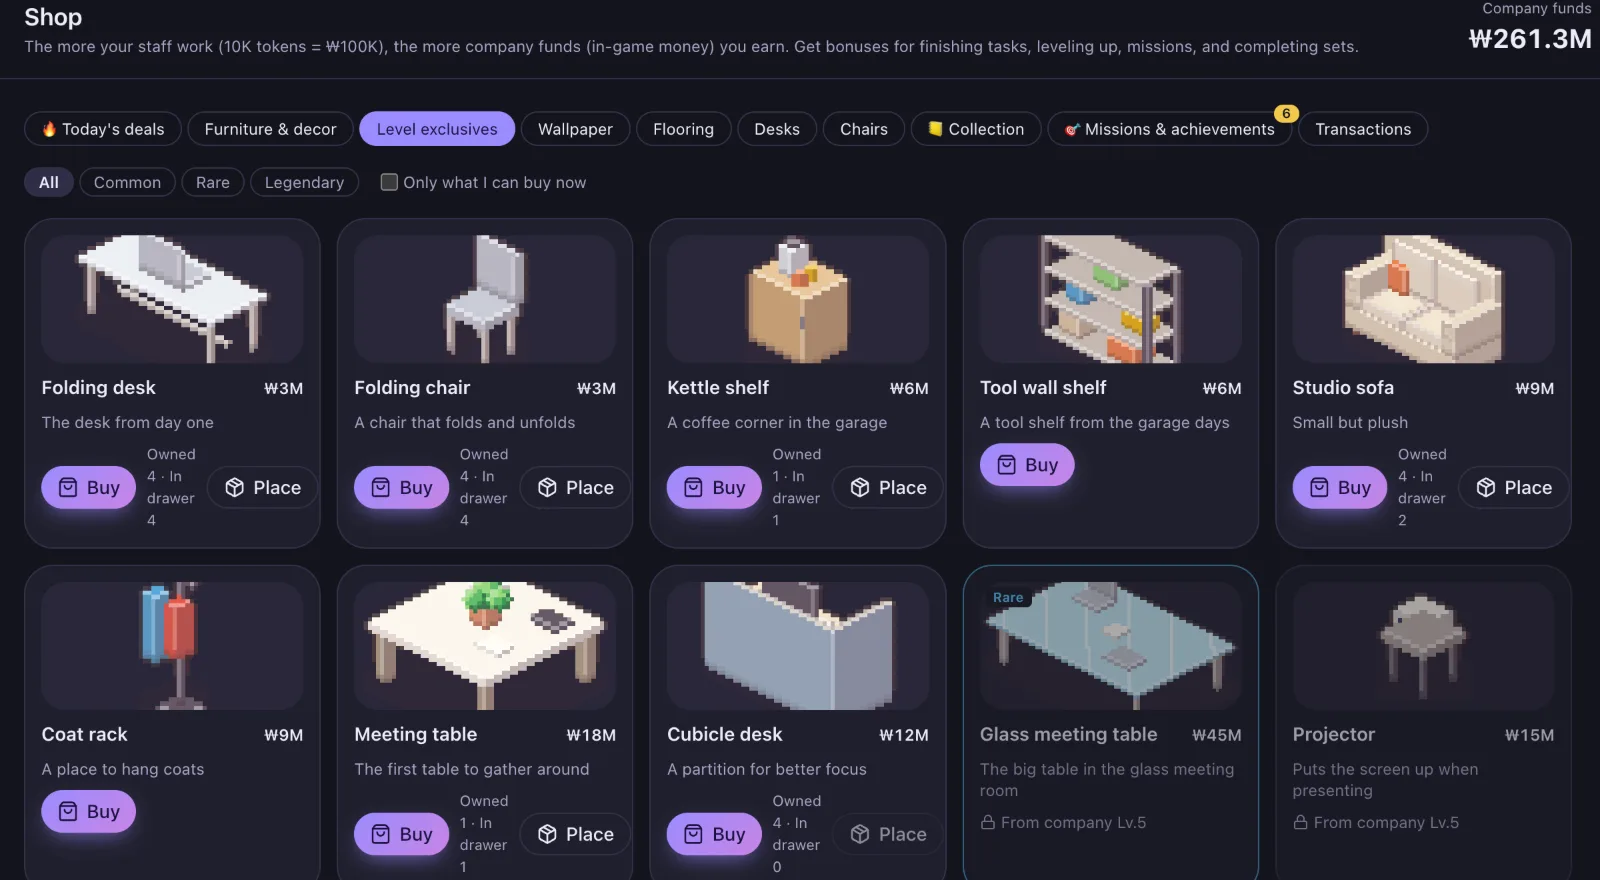 Shop
Company funds
The more your staff work (10K tokens = ₩100K), the more company funds (in-game money) you earn. Get bonuses for finishing tasks, leveling up, missions, and completing sets.
₩261.3M
Today's deals
Furniture & decor
Level exclusives
Wallpaper
Flooring
Desks
Chairs
Collection
Missions & achievements
6
Transactions
All
Common
Rare
Legendary
Only what I can buy now
Folding desk ₩3M
The desk from day one
Buy
Owned
4 · In
drawer
4
Place
Folding chair ₩3M
A chair that folds and unfolds
Buy
Owned
4 · In
drawer
4
Place
Kettle shelf ₩6M
A coffee corner in the garage
Buy
Owned
1 · In
drawer
1
Place
Tool wall shelf ₩6M
A tool shelf from the garage days
Buy
Studio sofa ₩9M
Small but plush
Buy
Owned
4 · In
drawer
2
Place
Coat rack ₩9M
A place to hang coats
Buy
Meeting table ₩18M
The first table to gather around
Buy
Owned
1 · In
drawer
1
Place
Cubicle desk ₩12M
A partition for better focus
Buy
Owned
4 · In
drawer
0
Place
Rare
Glass meeting table ₩45M
The big table in the glass meeting
room
From company Lv.5
Projector ₩15M
Puts the screen up when
presenting
From company Lv.5